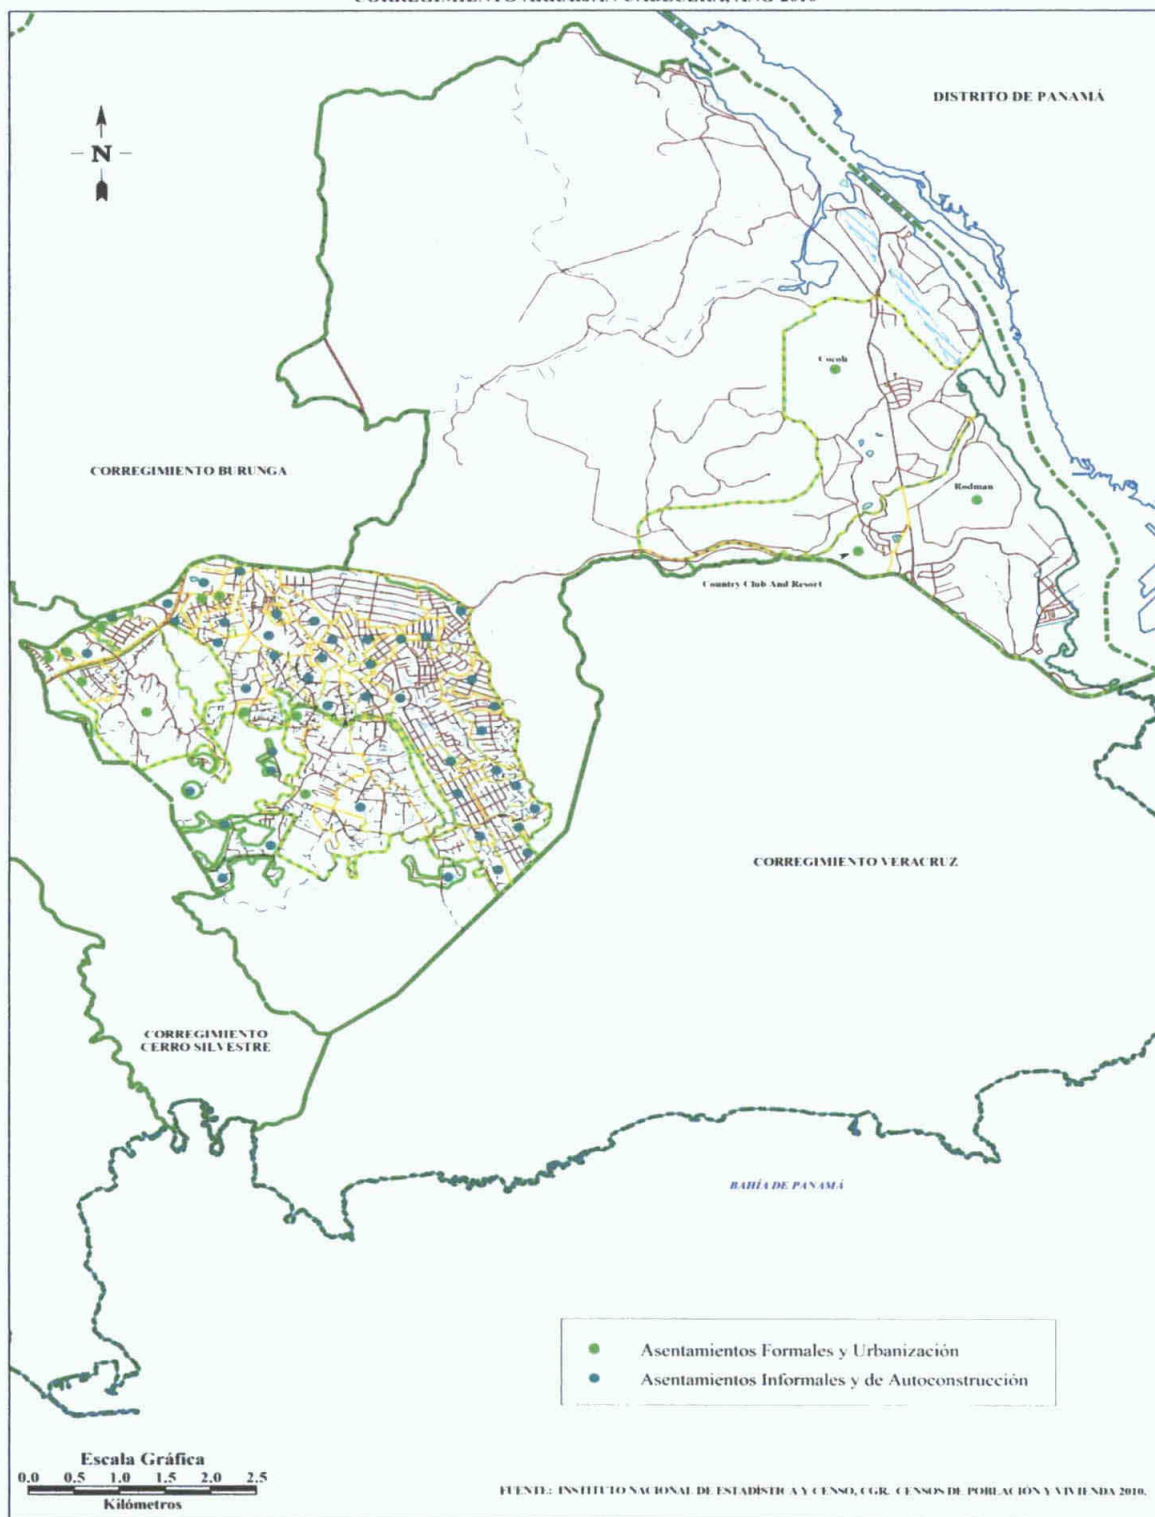 DISTRITO DE PANAMÁ
N
Cocoli
CORREGIMIENTO BURUNGA
Rodman
Country Club And Resort
CORREGIMIENTO VERACRUZ
CORREGIMIENTO
CERRO SILVESTRE
BAHÍA DE PANAMÁ
Asentamientos Formales y Urbanización
Asentamientos Informales y de Autoconstrucción
Escala Gráfica
0.0 0.5 1.0 1.5 2.0 2.5
Kilómetros
FUENTE: INSTITUTO NACIONAL DE ESTADÍSTICA Y CENSO, CGR. CENSOS DE POBLACIÓN Y VIVIENDA 2010.